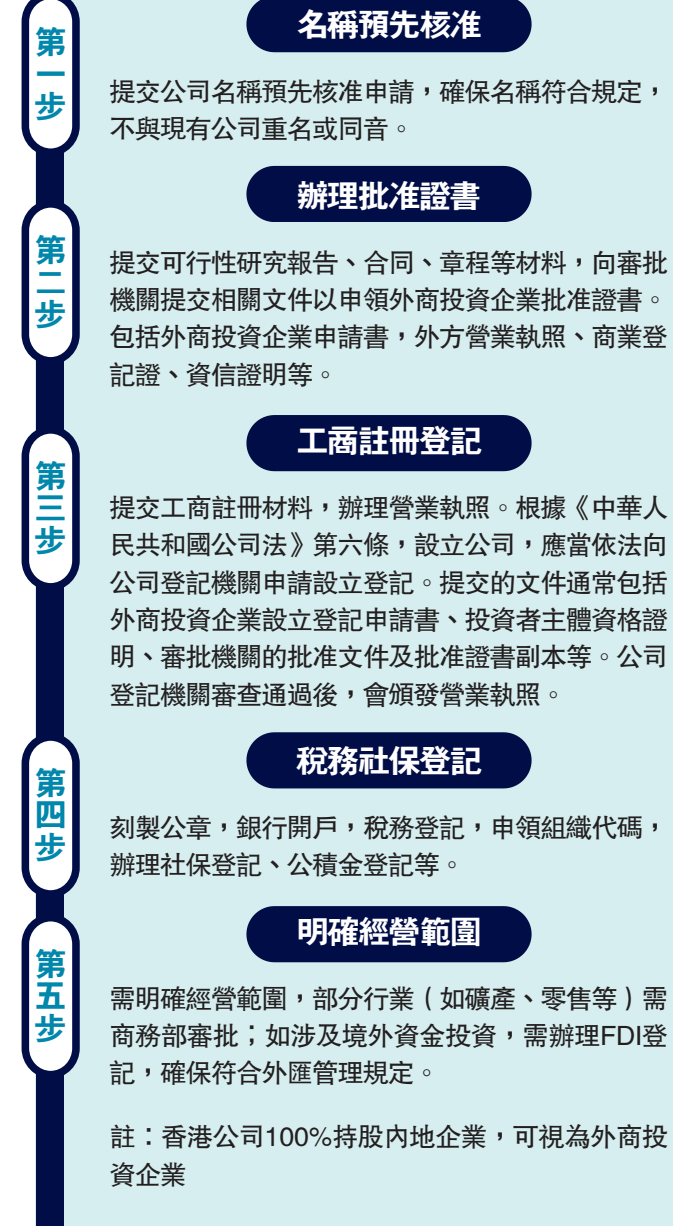 第一步
名稱預先核准
提交公司名稱預先核准申請，確保名稱符合規定，
不與現有公司重名或同音。
第二步
辦理批准證書
提交可行性研究報告、合同、章程等材料，向審批
機關提交相關文件以申領外商投資企業批准證書。
包括外商投資企業申請書，外方營業執照、商業登
記證、資信證明等。
第三步
工商註冊登記
提交工商註冊材料，辦理營業執照。根據《中華人
民共和國公司法》第六條，設立公司，應當依法向
公司登記機關申請設立登記。提交的文件通常包括
外商投資企業設立登記申請書、投資者主體資格證
明、審批機關的批准文件及批准證書副本等。公司
登記機關審查通過後，會頒發營業執照。
第四步
稅務社保登記
刻製公章，銀行開戶，稅務登記，申領組織代碼，
辦理社保登記、公積金登記等。
第五步
明確經營範圍
需明確經營範圍，部分行業（如礦產、零售等）需
商務部審批；如涉及境外資金投資，需辦理FDI登
記，確保符合外匯管理規定。
註：香港公司100%持股內地企業，可視為外商投
資企業